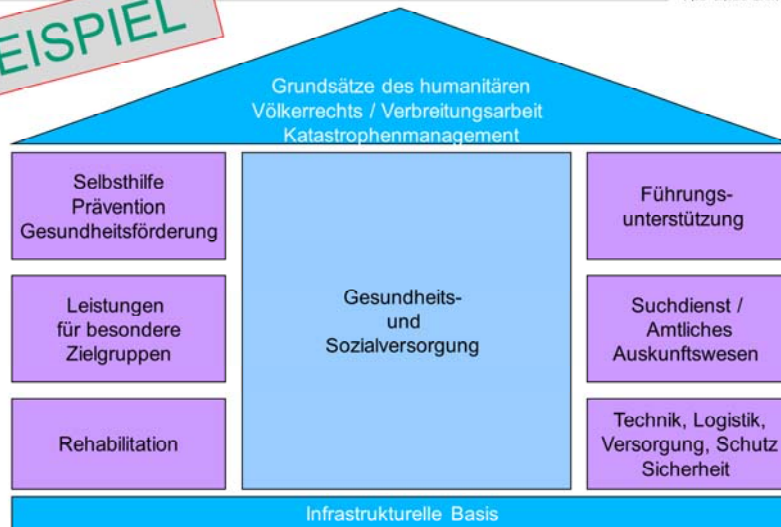 EISPIEL
Grundsätze des humanitären
Völkerrechts / Verbreitungsarbeit
Katastrophenmanagement
Selbsthilfe
Prävention
Gesundheitsförderung
Leistungen
für besondere
Zielgruppen
Rehabilitation
Gesundheits-
und
Sozialversorgung
Führungs-
unterstützung
Suchdienst /
Amtliches
Auskunftswesen
Technik, Logistik,
Versorgung, Schutz
Sicherheit
Infrastrukturelle Basis